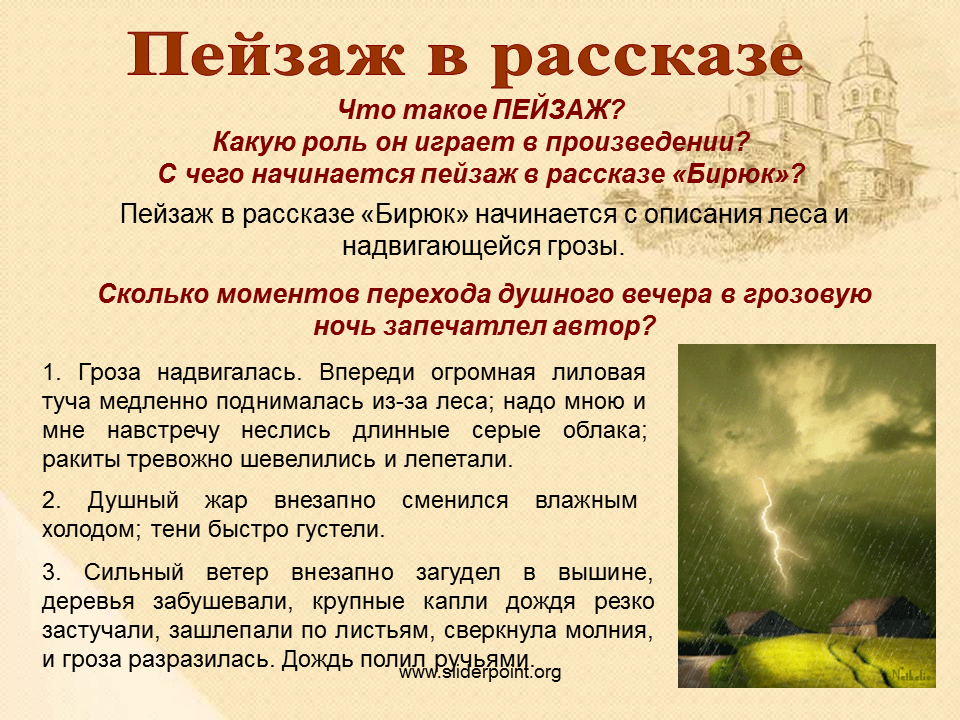 Пейзаж в рассказе
Что такое ПЕЙЗАЖ?
Какую роль он играет в произведении?
С чего начинается пейзаж в рассказе «Бирюк»?
Пейзаж в рассказе «Бирюк» начинается с описания леса и
надвигающейся грозы.
Сколько моментов перехода душного вечера в грозовую
ночь запечатлел автор?
1. Гроза надвигалась. Впереди огромная лиловая
туча медленно поднималась из-за леса; надо мною и
мне навстречу неслись длинные серые облака;
ракиты тревожно шевелились и лепетали.
2. Душный жар внезапно сменился влажным
холодом; тени быстро густели.
3. Сильный ветер внезапно загудел в вышине,
деревья забушевали, крупные капли дождя резко
застучали, зашлепали по листьям, сверкнула молния,
и гроза разразилась. Дождь полил ручьями.
www.sliderpoint.org